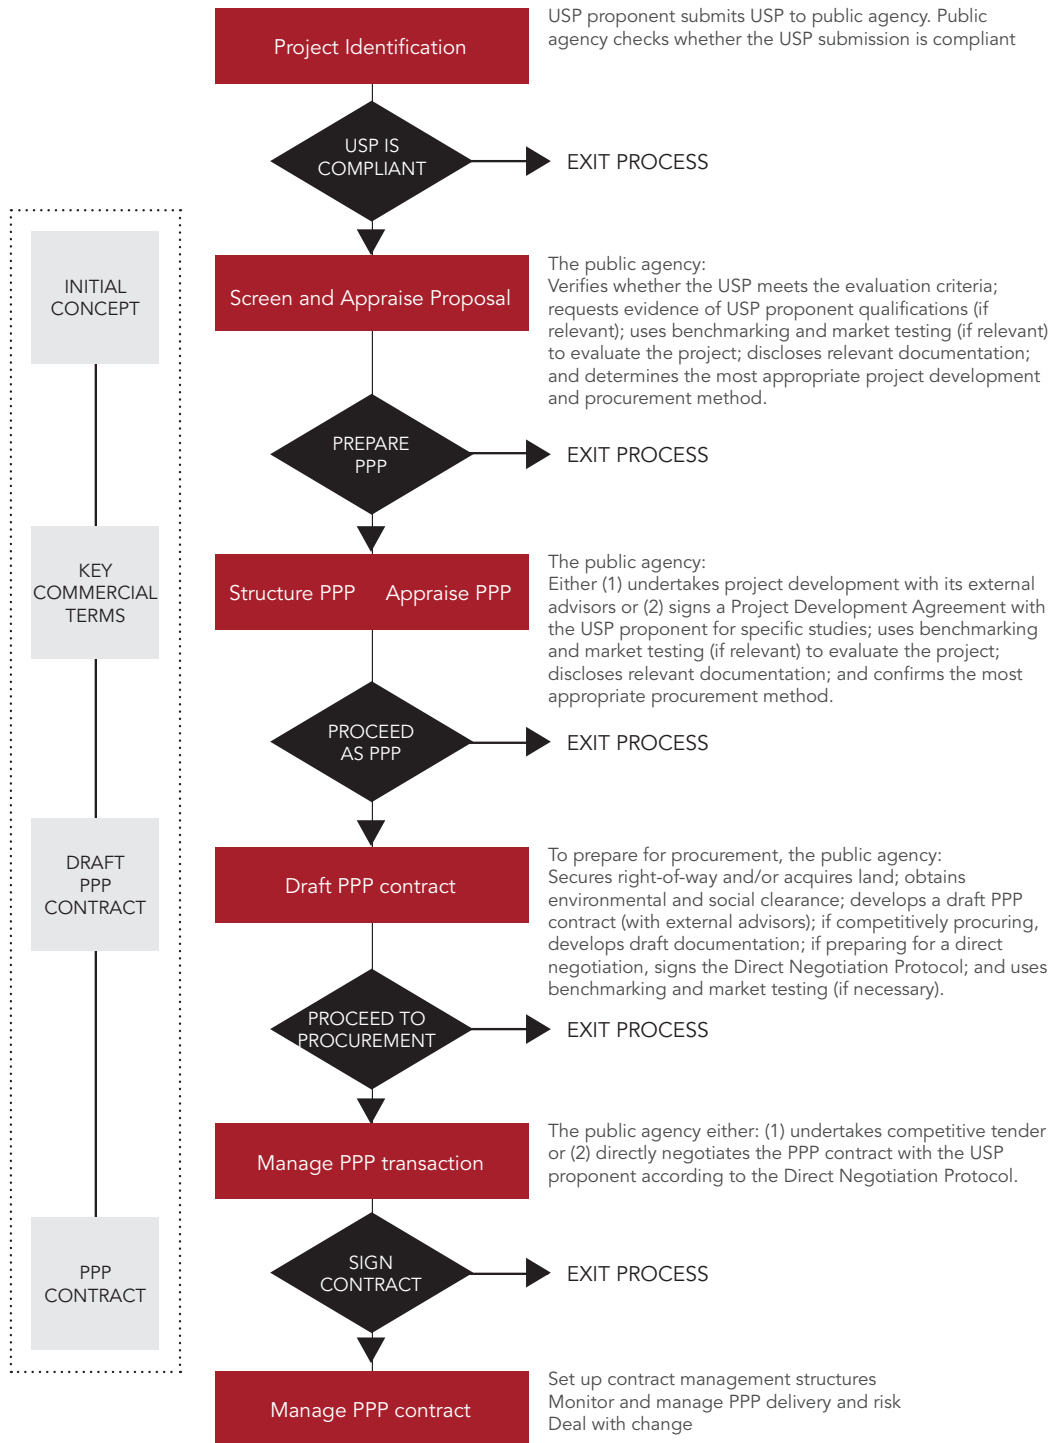 Project Identification
USP proponent submits USP to public agency. Public
agency checks whether the USP submission is compliant
USP IS
COMPLIANT
EXIT PROCESS
INITIAL
CONCEPT
Screen and Appraise Proposal
The public agency:
Verifies whether the USP meets the evaluation criteria;
requests evidence of USP proponent qualifications (if
relevant); uses benchmarking and market testing (if relevant)
to evaluate the project; discloses relevant documentation;
and determines the most appropriate project development
and procurement method.
PREPARE
PPP
EXIT PROCESS
KEY
COMMERCIAL
TERMS
Structure PPP Appraise PPP
The public agency:
Either (1) undertakes project development with its external
advisors or (2) signs a Project Development Agreement with
the USP proponent for specific studies; uses benchmarking
and market testing (if relevant) to evaluate the project;
discloses relevant documentation; and confirms the most
appropriate procurement method.
PROCEED
AS PPP
EXIT PROCESS
DRAFT
PPP
CONTRACT
Draft PPP contract
To prepare for procurement, the public agency:
Secures right-of-way and/or acquires land; obtains
environmental and social clearance; develops a draft PPP
contract (with external advisors); if competitively procuring,
develops draft documentation; if preparing for a direct
negotiation, signs the Direct Negotiation Protocol; and uses
benchmarking and market testing (if necessary).
PROCEED TO
PROCUREMENT
EXIT PROCESS
Manage PPP transaction
The public agency either: (1) undertakes competitive tender
or (2) directly negotiates the PPP contract with the USP
proponent according to the Direct Negotiation Protocol.
PPP
CONTRACT
SIGN
CONTRACT
EXIT PROCESS
Manage PPP contract
Set up contract management structures
Monitor and manage PPP delivery and risk
Deal with change